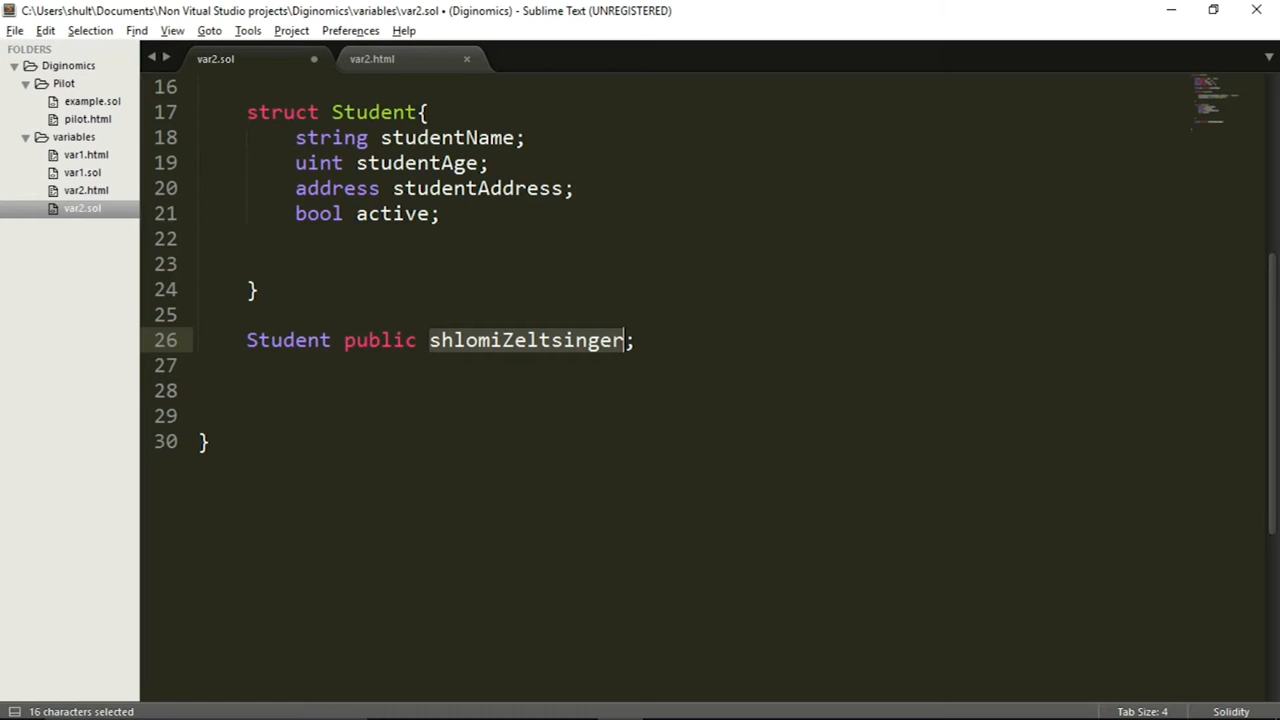 C:\Users\shult\Documents\Non Vitual Studio projects\Diginomics\variables\var2.sol • (Diginomics) - Sublime Text (UNREGISTERED)
File Edit Selection Find View Goto Tools Project Preferences Help
FOLDERS
Diginomics
Pilot
example.sol
pilot.html
variables
var1.html
var1.sol
var2.html
var2.sol
var2.sol
var2.html
16
17 struct Student{
18 string studentName;
19 uint studentAge;
20 address studentAddress;
21 bool active;
22
23
24 }
25
26 Student public shlomiZeltsinger;
27
28
29
30 }
16 characters selected
Tab Size: 4
Solidity